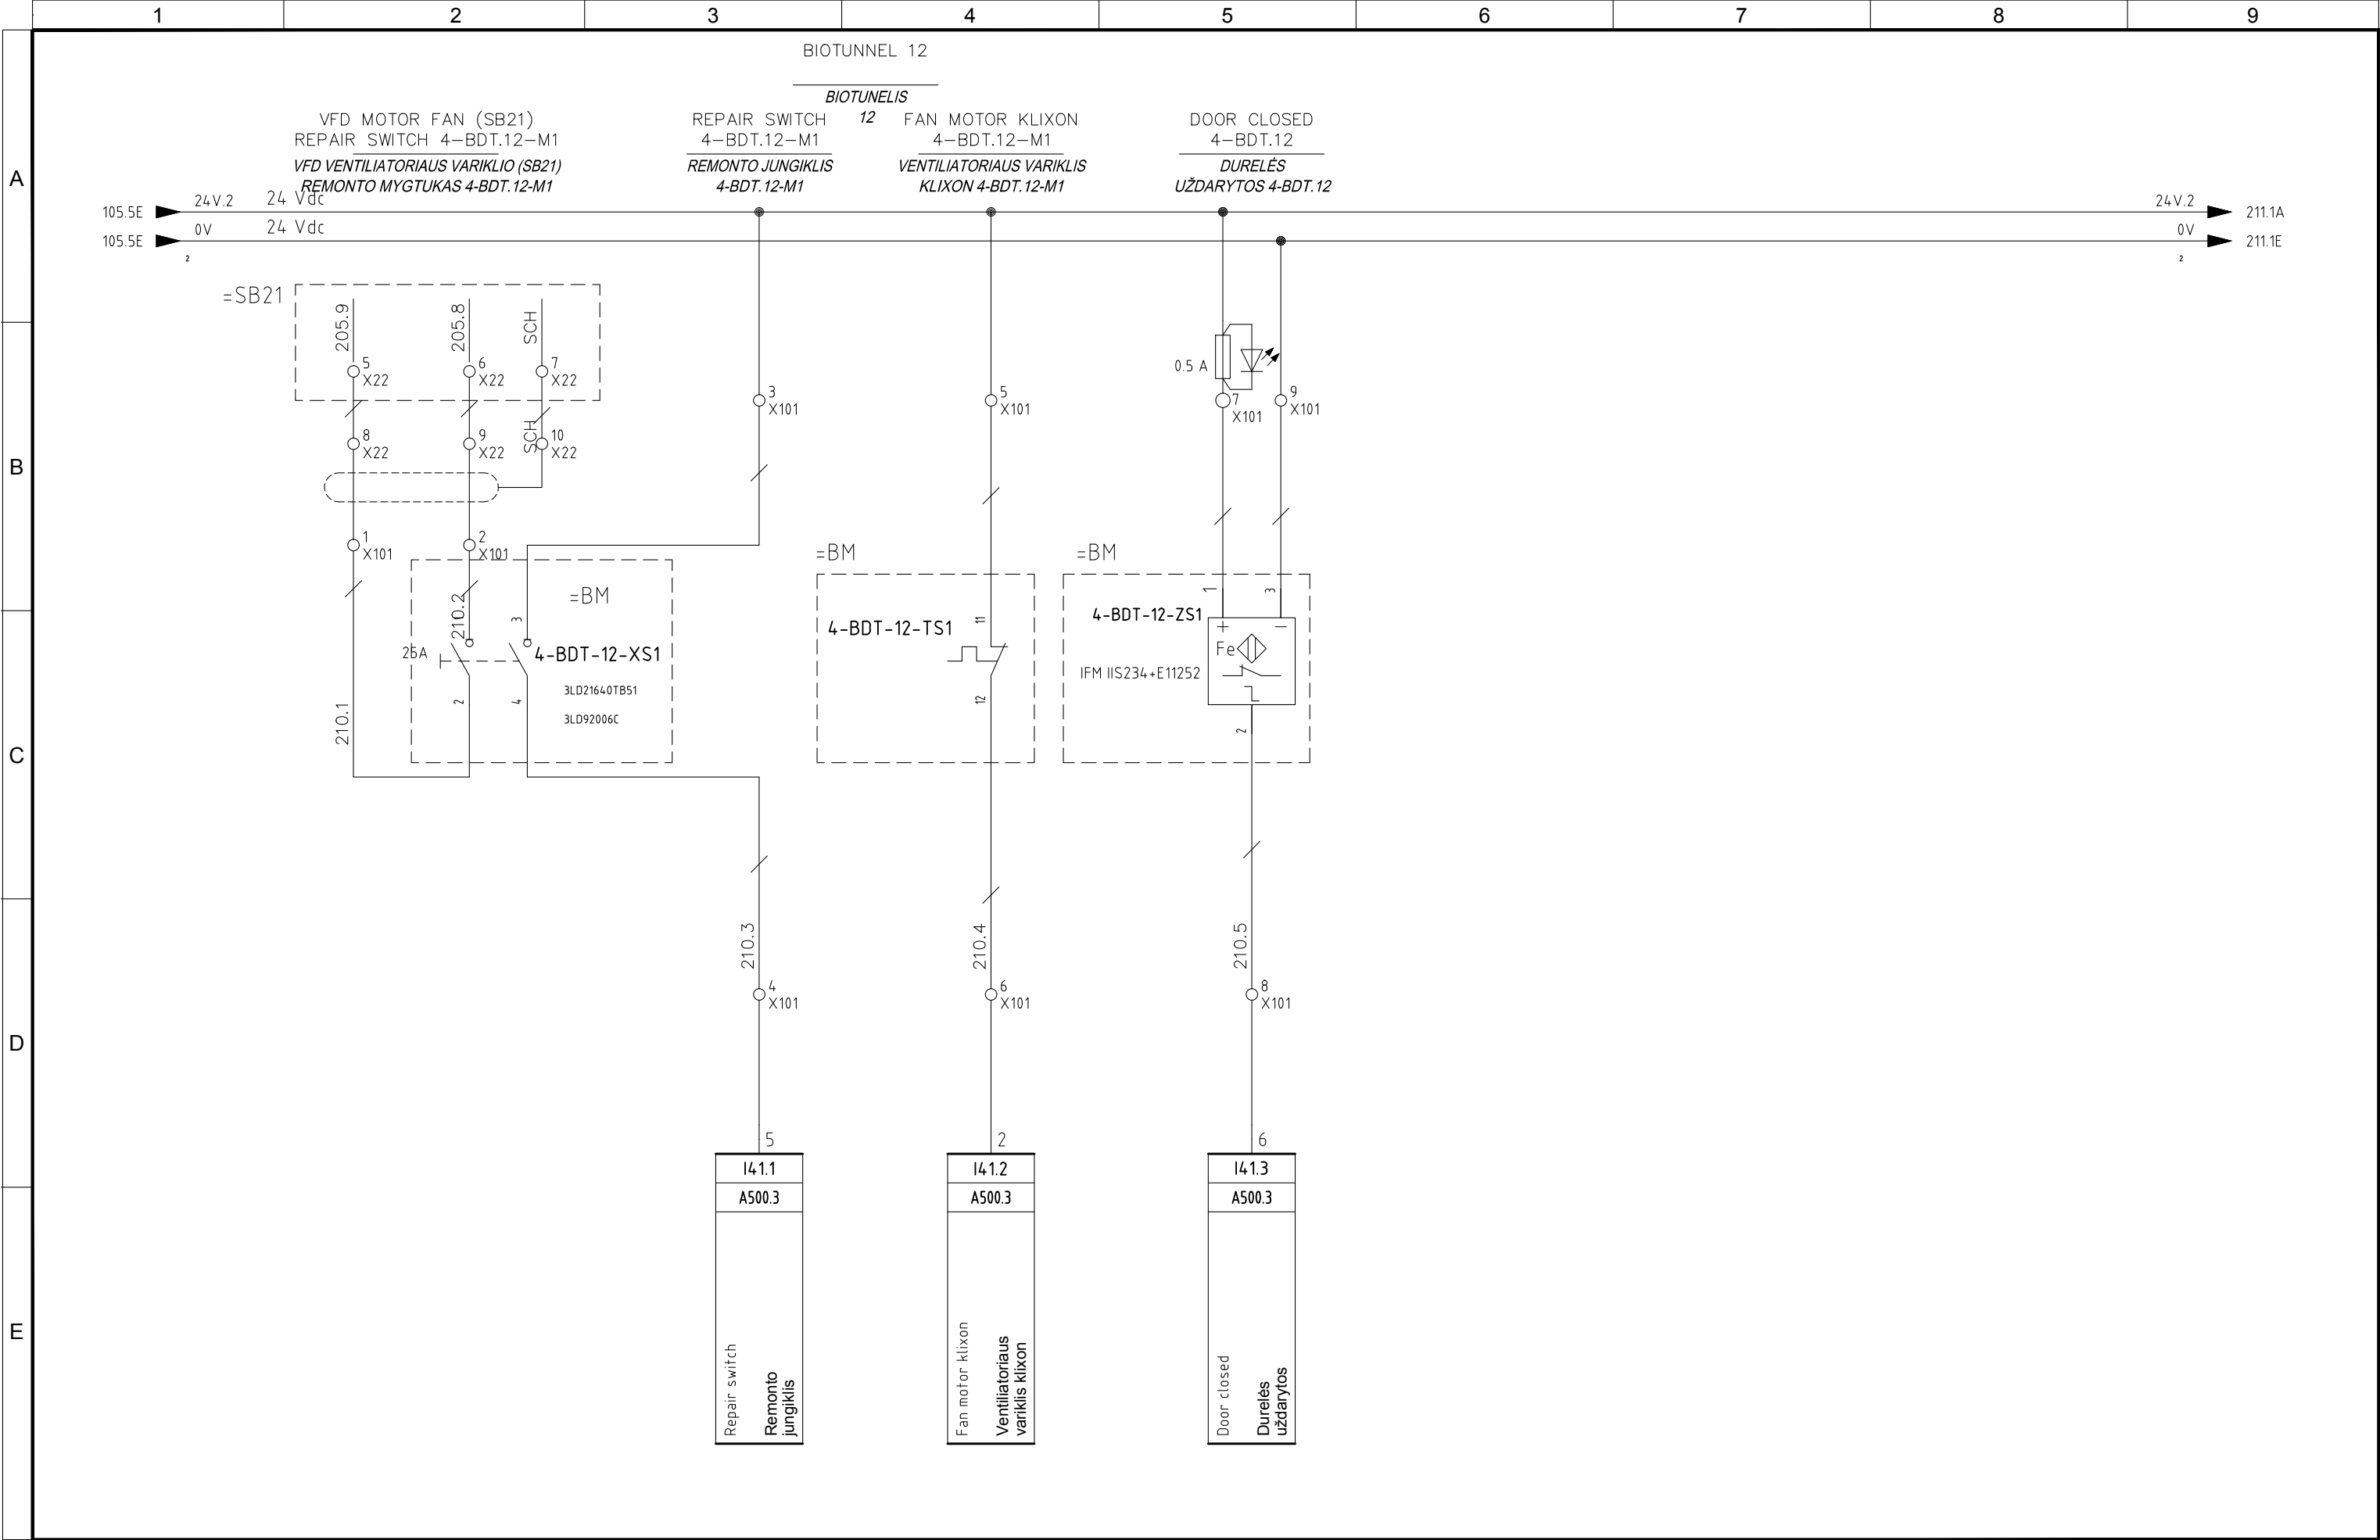 1 2 3 4 5 6 7 8 9
A
B
C
D
E
BIOTUNNEL 12
BIOTUNELIS
12
VFD MOTOR FAN (SB21)
REPAIR SWITCH 4-BDT.12-M1
VFD VENTILIATORIAUS VARIKLIO (SB21)
REMONTO MYGTUKAS 4-BDT.12-M1
REPAIR SWITCH
4-BDT.12-M1
REMONTO JUNGIKLIS
4-BDT.12-M1
FAN MOTOR KLIXON
4-BDT.12-M1
VENTILIATORIAUS VARIKLIS
KLIXON 4-BDT.12-M1
DOOR CLOSED
4-BDT.12
DURELĖS
UŽDARYTOS 4-BDT.12
105.5E 24V.2 24 Vdc 24V.2 211.1A
105.5E 0V 24 Vdc 0V 211.1E
2 2
=SB21
205.9 205.8 SCH
5 X22
6 X22
7 X22
8 X22
9 X22
SCH 10 X22
1 X101
2 X101
3 X101
5 X101
0.5 A
7 X101
9 X101
=BM
210.2
3
25A
4-BDT-12-XS1
3LD21640TB51
3LD92006C
2 4
210.1
=BM
4-BDT-12-TS1
11
12
=BM
1 3
4-BDT-12-ZS1
+ −
Fe
IFM IIS234+E11252
2
210.3
4 X101
210.4
6 X101
210.5
8 X101
5
I41.1
A500.3
Repair switch
Remonto
jungiklis
2
I41.2
A500.3
Fan motor klixon
Ventiliatoriaus
variklis klixon
6
I41.3
A500.3
Door closed
Durelės
uždarytos